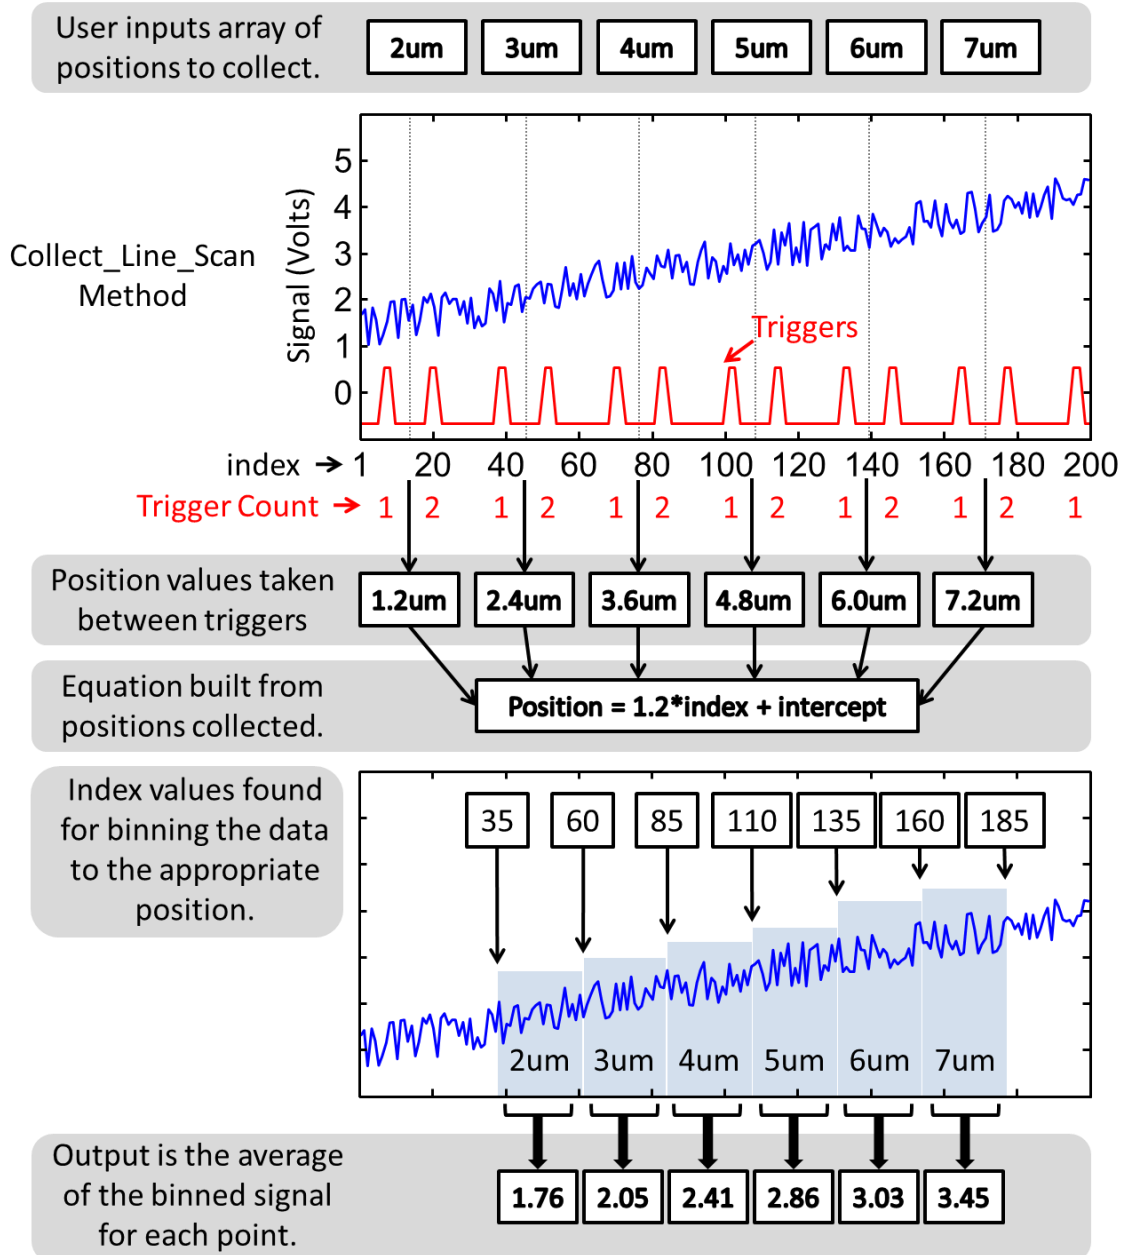 User inputs array of
positions to collect.
2um 3um 4um 5um 6um 7um
Collect_Line_Scan
Method
Signal (Volts)
5
4
3
2
1
0
Triggers
index → 1 20 40 60 80 100 120 140 160 180 200
Trigger Count → 1 2 1 2 1 2 1 2 1 2 1 2 1
Position values taken
between triggers
1.2um 2.4um 3.6um 4.8um 6.0um 7.2um
Equation built from
positions collected.
Position = 1.2*index + intercept
Index values found
for binning the data
to the appropriate
position.
35 60 85 110 135 160 185
2um 3um 4um 5um 6um 7um
Output is the average
of the binned signal
for each point.
1.76 2.05 2.41 2.86 3.03 3.45